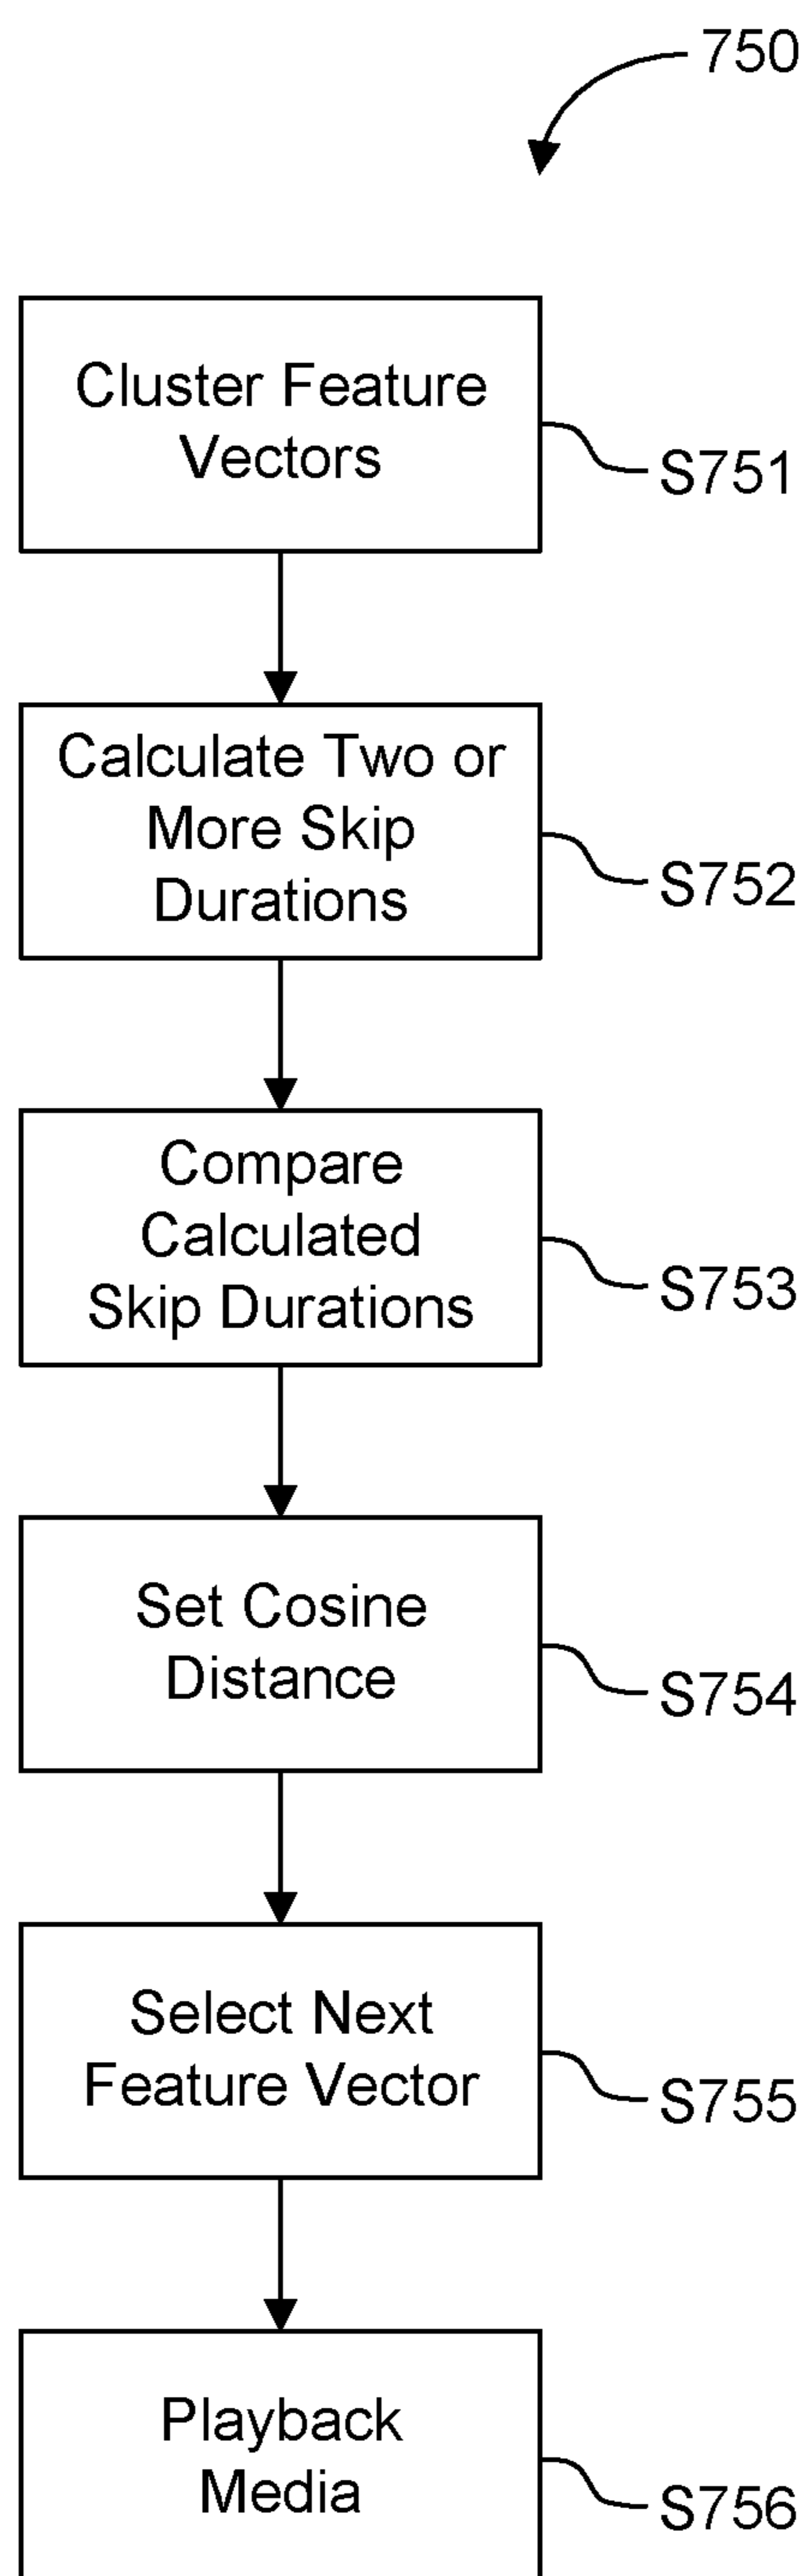 750
Cluster Feature
Vectors
S751
Calculate Two or
More Skip
Durations
S752
Compare
Calculated
Skip Durations
S753
Set Cosine
Distance
S754
Select Next
Feature Vector
S755
Playback
Media
S756